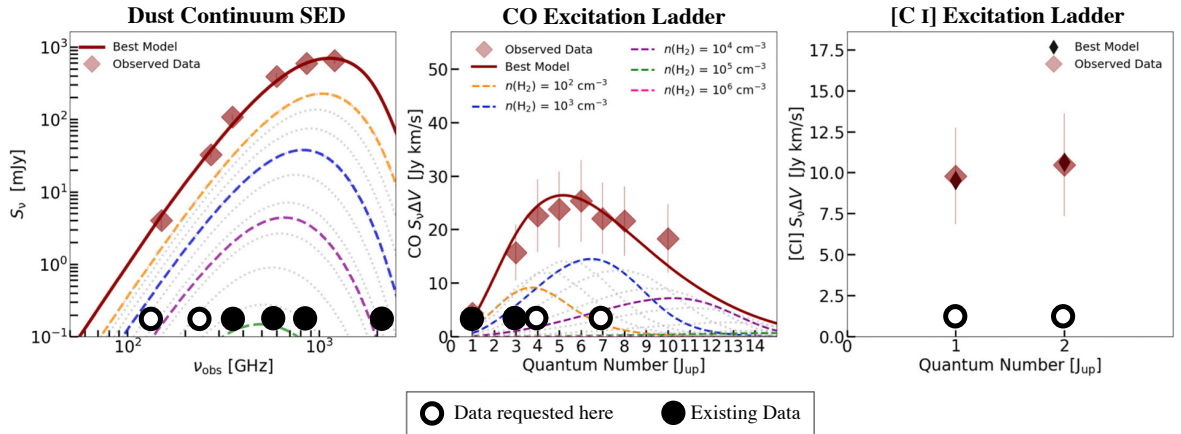 Dust Continuum SED
CO Excitation Ladder
[C I] Excitation Ladder
Best Model
Observed Data
10³
10²
10¹
10⁰
10⁻¹
S_ν [mJy]
10²
10³
ν_obs [GHz]
Observed Data
Best Model
n(H₂) = 10² cm⁻³
n(H₂) = 10³ cm⁻³
n(H₂) = 10⁴ cm⁻³
n(H₂) = 10⁵ cm⁻³
n(H₂) = 10⁶ cm⁻³
50
40
30
20
10
0
CO S_νΔV [Jy km/s]
0 1 3 4 5 6 7 8 9 10 11 12 13 14
Quantum Number [J_up]
Best Model
Observed Data
17.5
15.0
12.5
10.0
7.5
5.0
2.5
0.0
[CI] S_νΔV [Jy km/s]
0 1 2
Quantum Number [J_up]
Data requested here
Existing Data